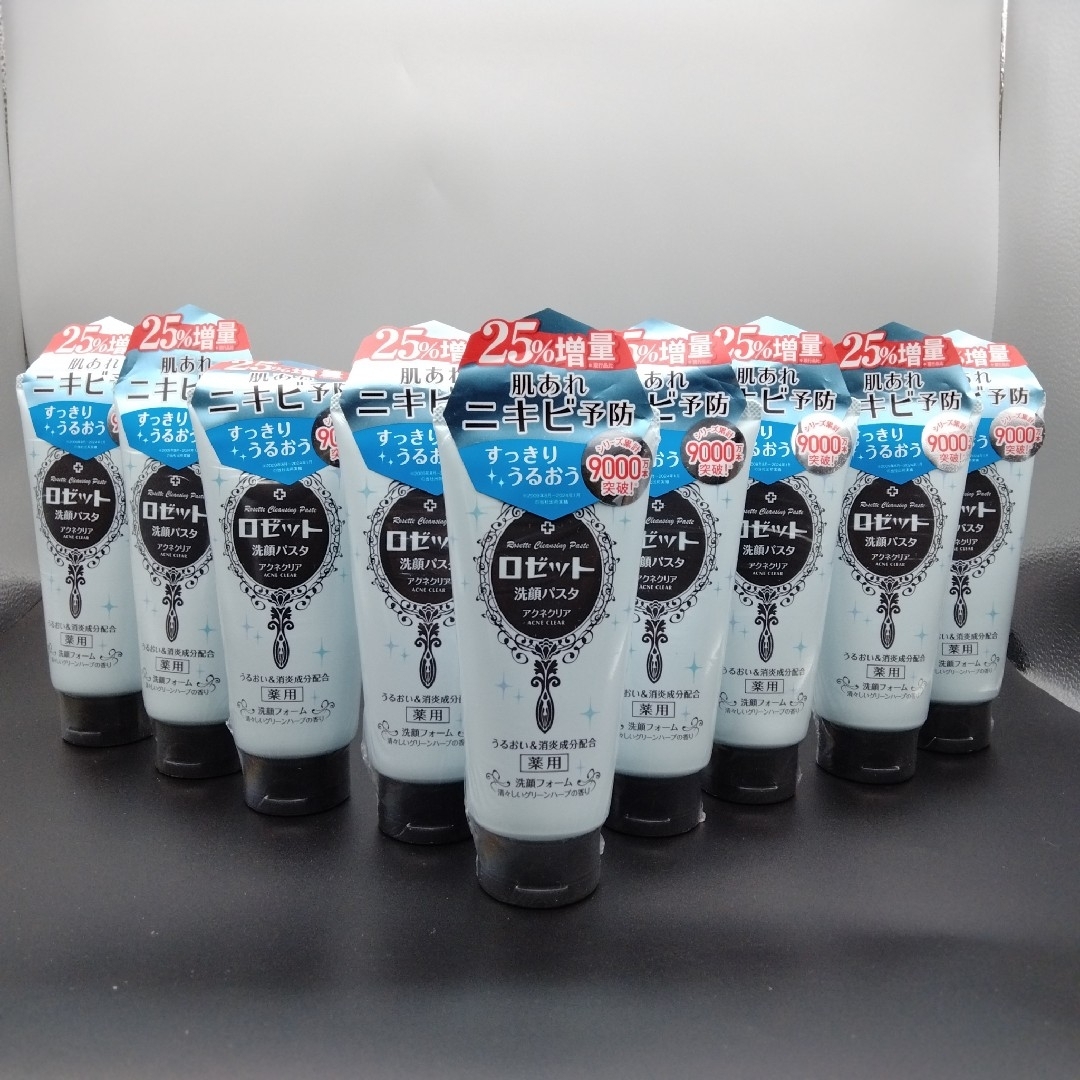 25%増量
肌あれ
ニキビ予防
すっきり
うるおう
シリーズ累計
9000万本
突破!
Rosette Cleansing Paste
ロゼット
洗顔パスタ
アクネクリア
ACNE CLEAR
うるおい&消炎成分配合
薬用
洗顔フォーム
清々しいグリーンハーブの香り